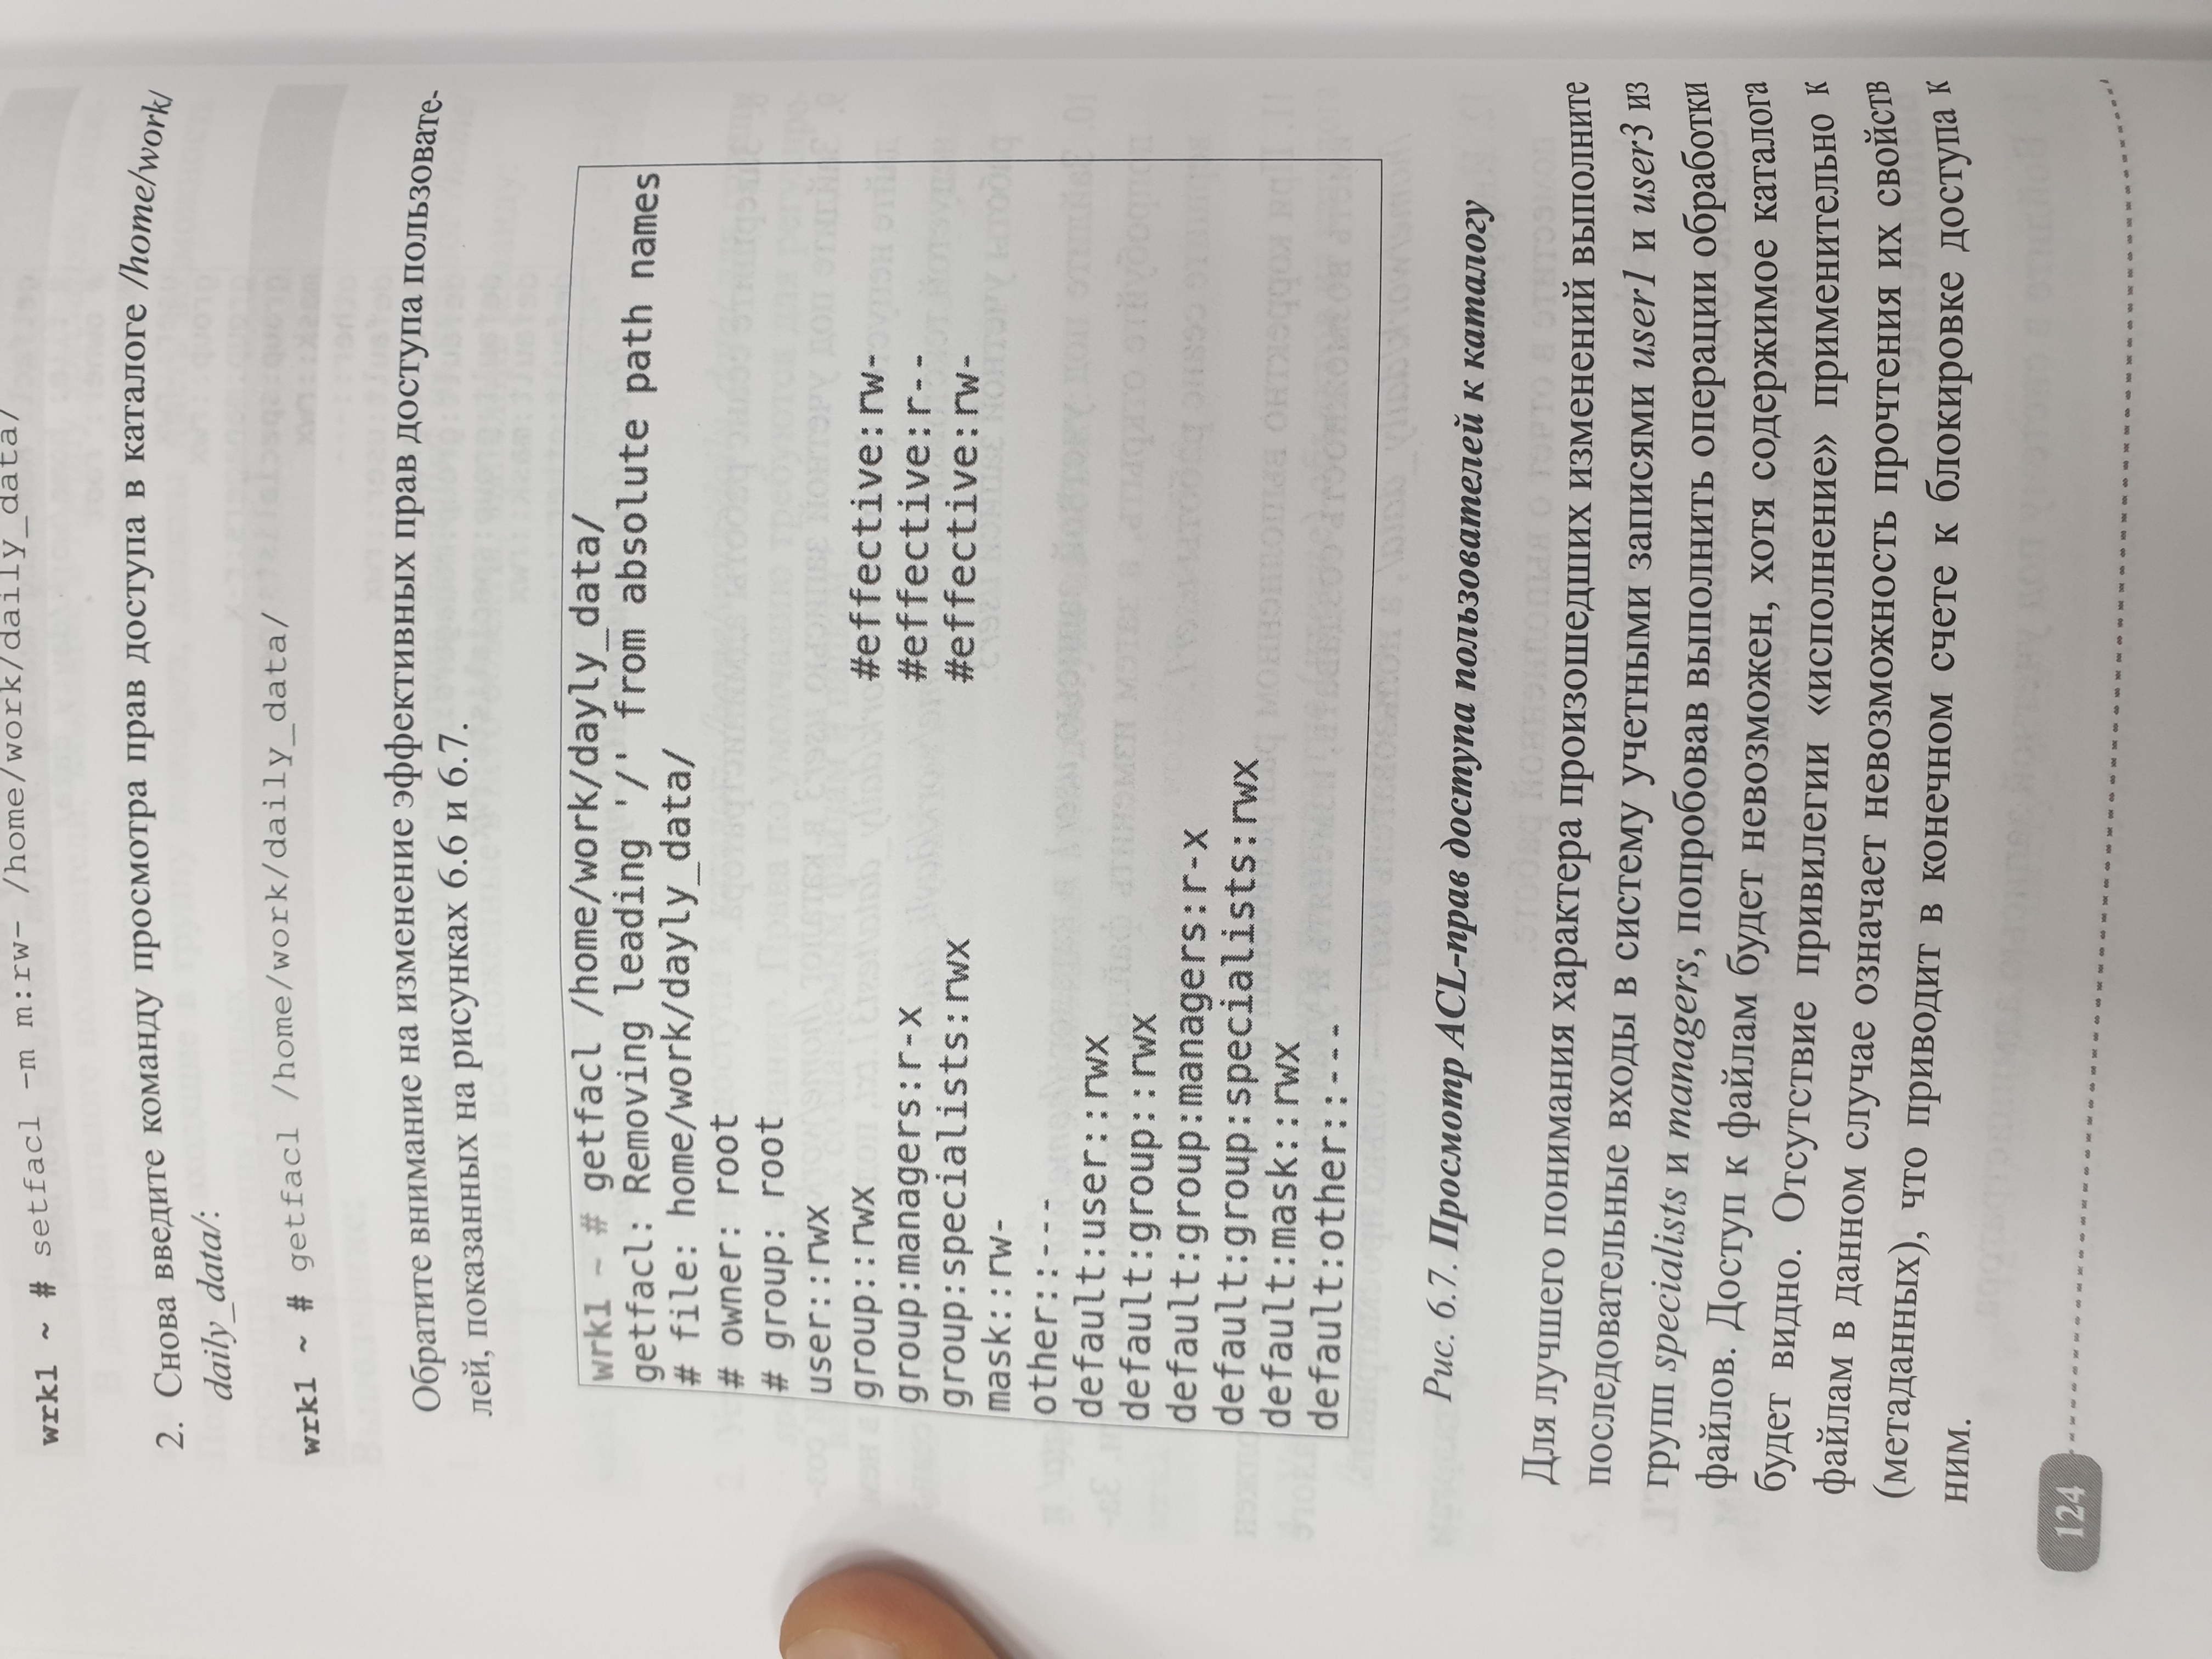 wrk1 ~ # setfacl -m m:rw- /home/work/daily_data/
2. Снова введите команду просмотра прав доступа в каталоге /home/work/
daily_data/:
wrk1 ~ # getfacl /home/work/daily_data/
Обратите внимание на изменение эффективных прав доступа пользовате-
лей, показанных на рисунках 6.6 и 6.7.
wrk1 ~ # getfacl /home/work/dayly_data/
getfacl: Removing leading '/' from absolute path names
# file: home/work/dayly_data/
# owner: root
# group: root
user::rwx
group::rwx #effective:rw-
group:managers:r-x #effective:r--
group:specialists:rwx #effective:rw-
mask::rw-
other::---
default:user::rwx
default:group::rwx
default:group:managers:r-x
default:group:specialists:rwx
default:mask::rwx
default:other::---
Рис. 6.7. Просмотр ACL-прав доступа пользователей к каталогу
Для лучшего понимания характера произошедших изменений выполните
последовательные входы в систему учетными записями user1 и user3 из
групп specialists и managers, попробовав выполнить операции обработки
файлов. Доступ к файлам будет невозможен, хотя содержимое каталога
будет видно. Отсутствие привилегии «исполнение» применительно к
файлам в данном случае означает невозможность прочтения их свойств
(метаданных), что приводит в конечном счете к блокировке доступа к
ним.
124